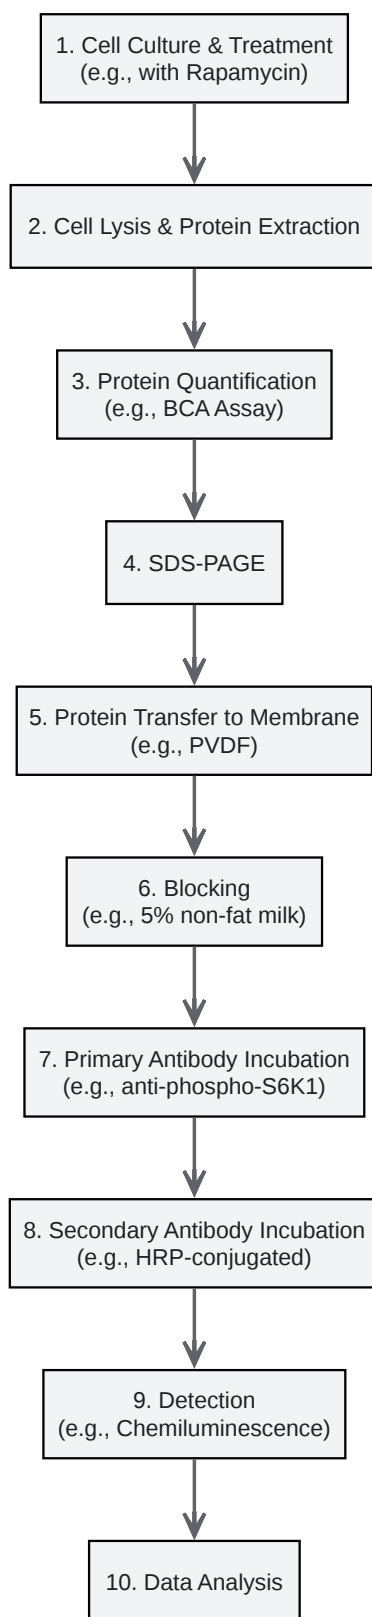 1. Cell Culture & Treatment
(e.g., with Rapamycin)
2. Cell Lysis & Protein Extraction
3. Protein Quantification
(e.g., BCA Assay)
4. SDS-PAGE
5. Protein Transfer to Membrane
(e.g., PVDF)
6. Blocking
(e.g., 5% non-fat milk)
7. Primary Antibody Incubation
(e.g., anti-phospho-S6K1)
8. Secondary Antibody Incubation
(e.g., HRP-conjugated)
9. Detection
(e.g., Chemiluminescence)
10. Data Analysis